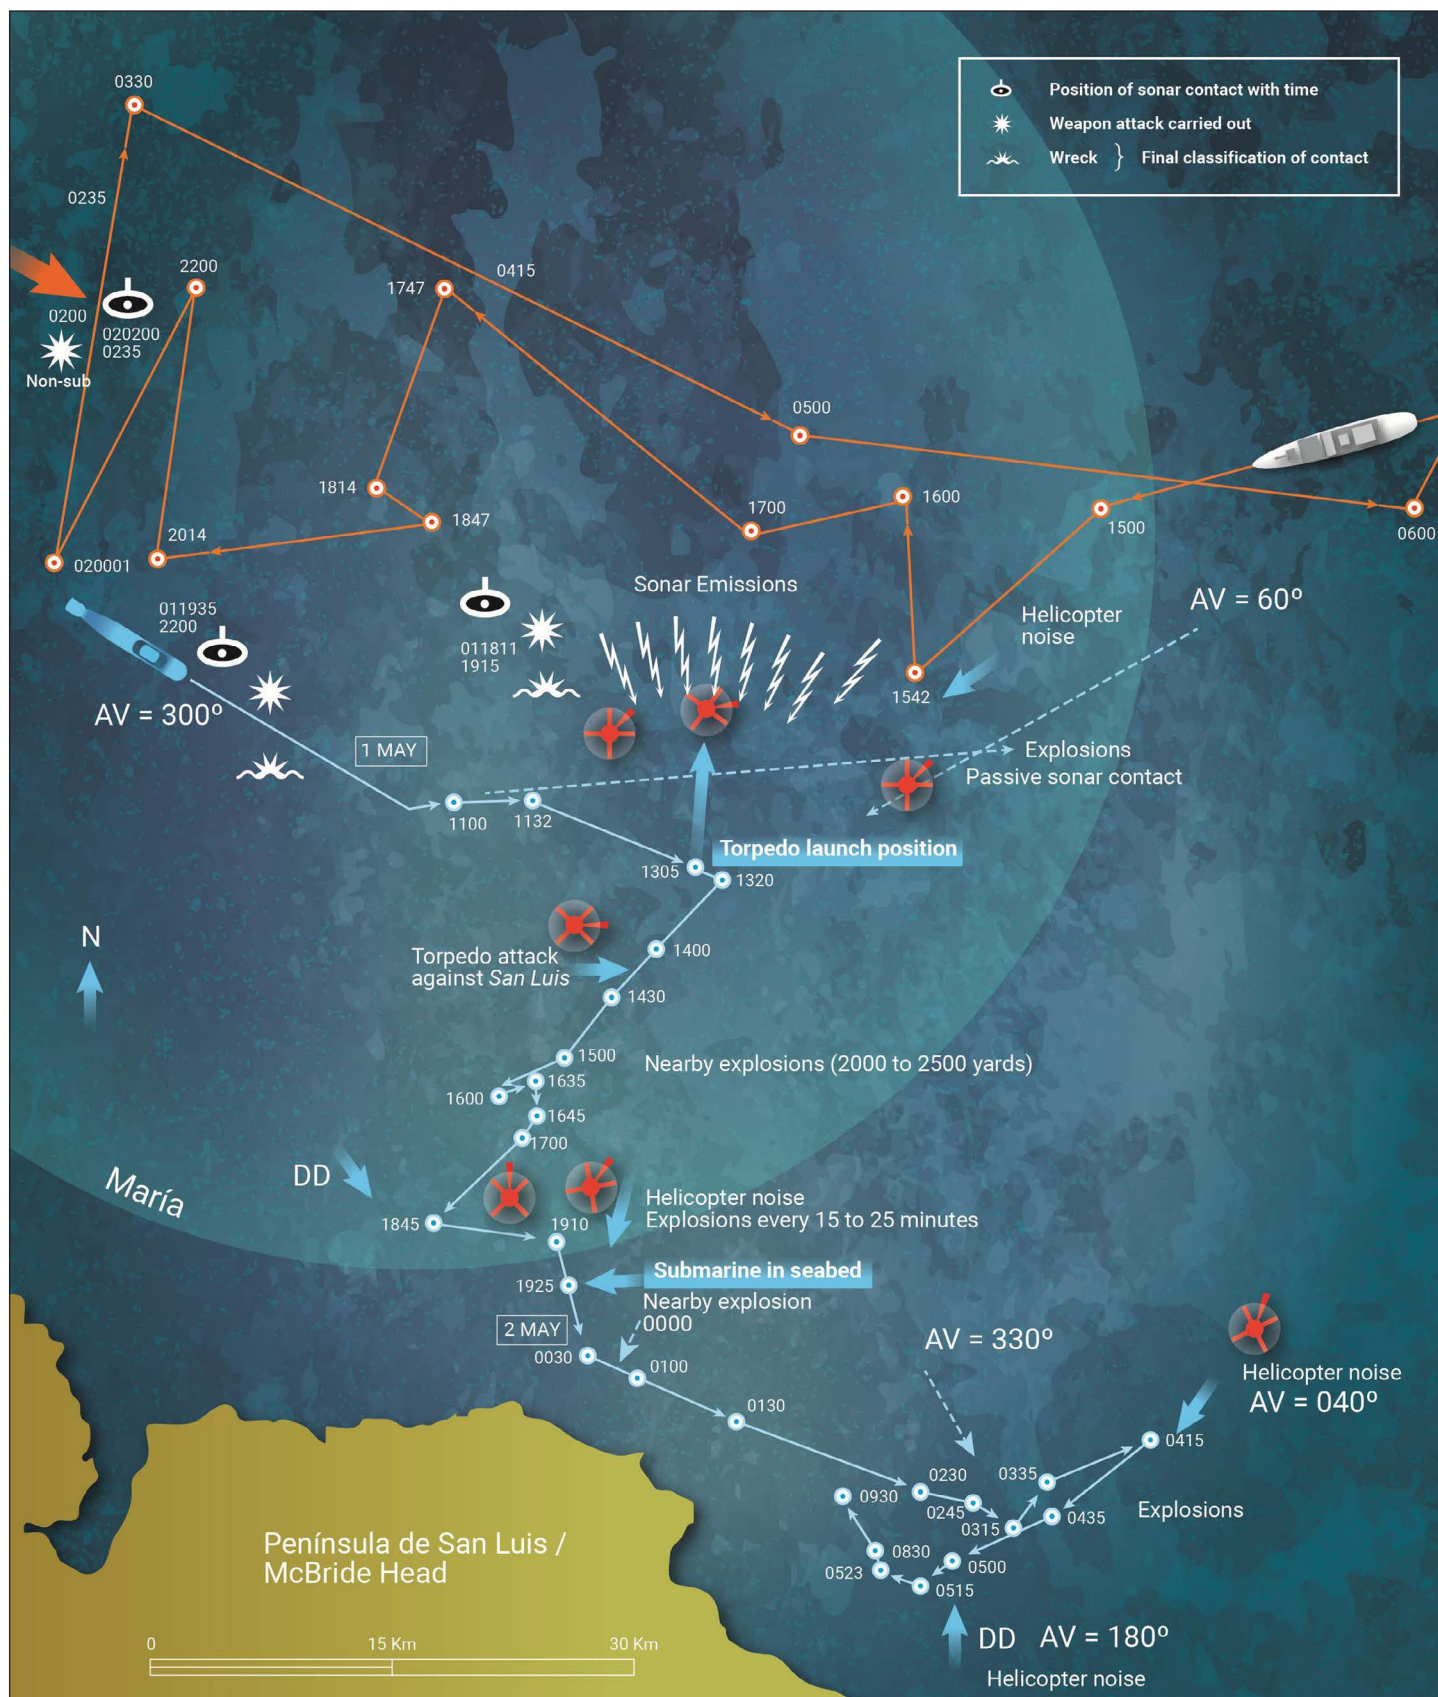 0330
Position of sonar contact with time
Weapon attack carried out
Wreck } Final classification of contact
0235
2200
0415
1747
0200
020200
0235
Non-sub
0500
1814
1847
1700
1600
1500
0600
2014
020001
Sonar Emissions
AV = 60º
011935
2200
Helicopter
noise
011811
1915
1542
AV = 300º
1 MAY
Explosions
Passive sonar contact
1100
1132
Torpedo launch position
1305
1320
N
Torpedo attack
against San Luis
1400
1430
1500
Nearby explosions (2000 to 2500 yards)
1635
1600
1645
1700
DD
María
Helicopter noise
Explosions every 15 to 25 minutes
1845
1910
Submarine in seabed
1925
Nearby explosion
0000
2 MAY
0030
0100
AV = 330º
Helicopter noise
AV = 040º
0130
0415
0230
0335
0930
0245
0315
0435
Explosions
0830
0500
0523
0515
Península de San Luis /
McBride Head
0
15 Km
30 Km
DD AV = 180º
Helicopter noise